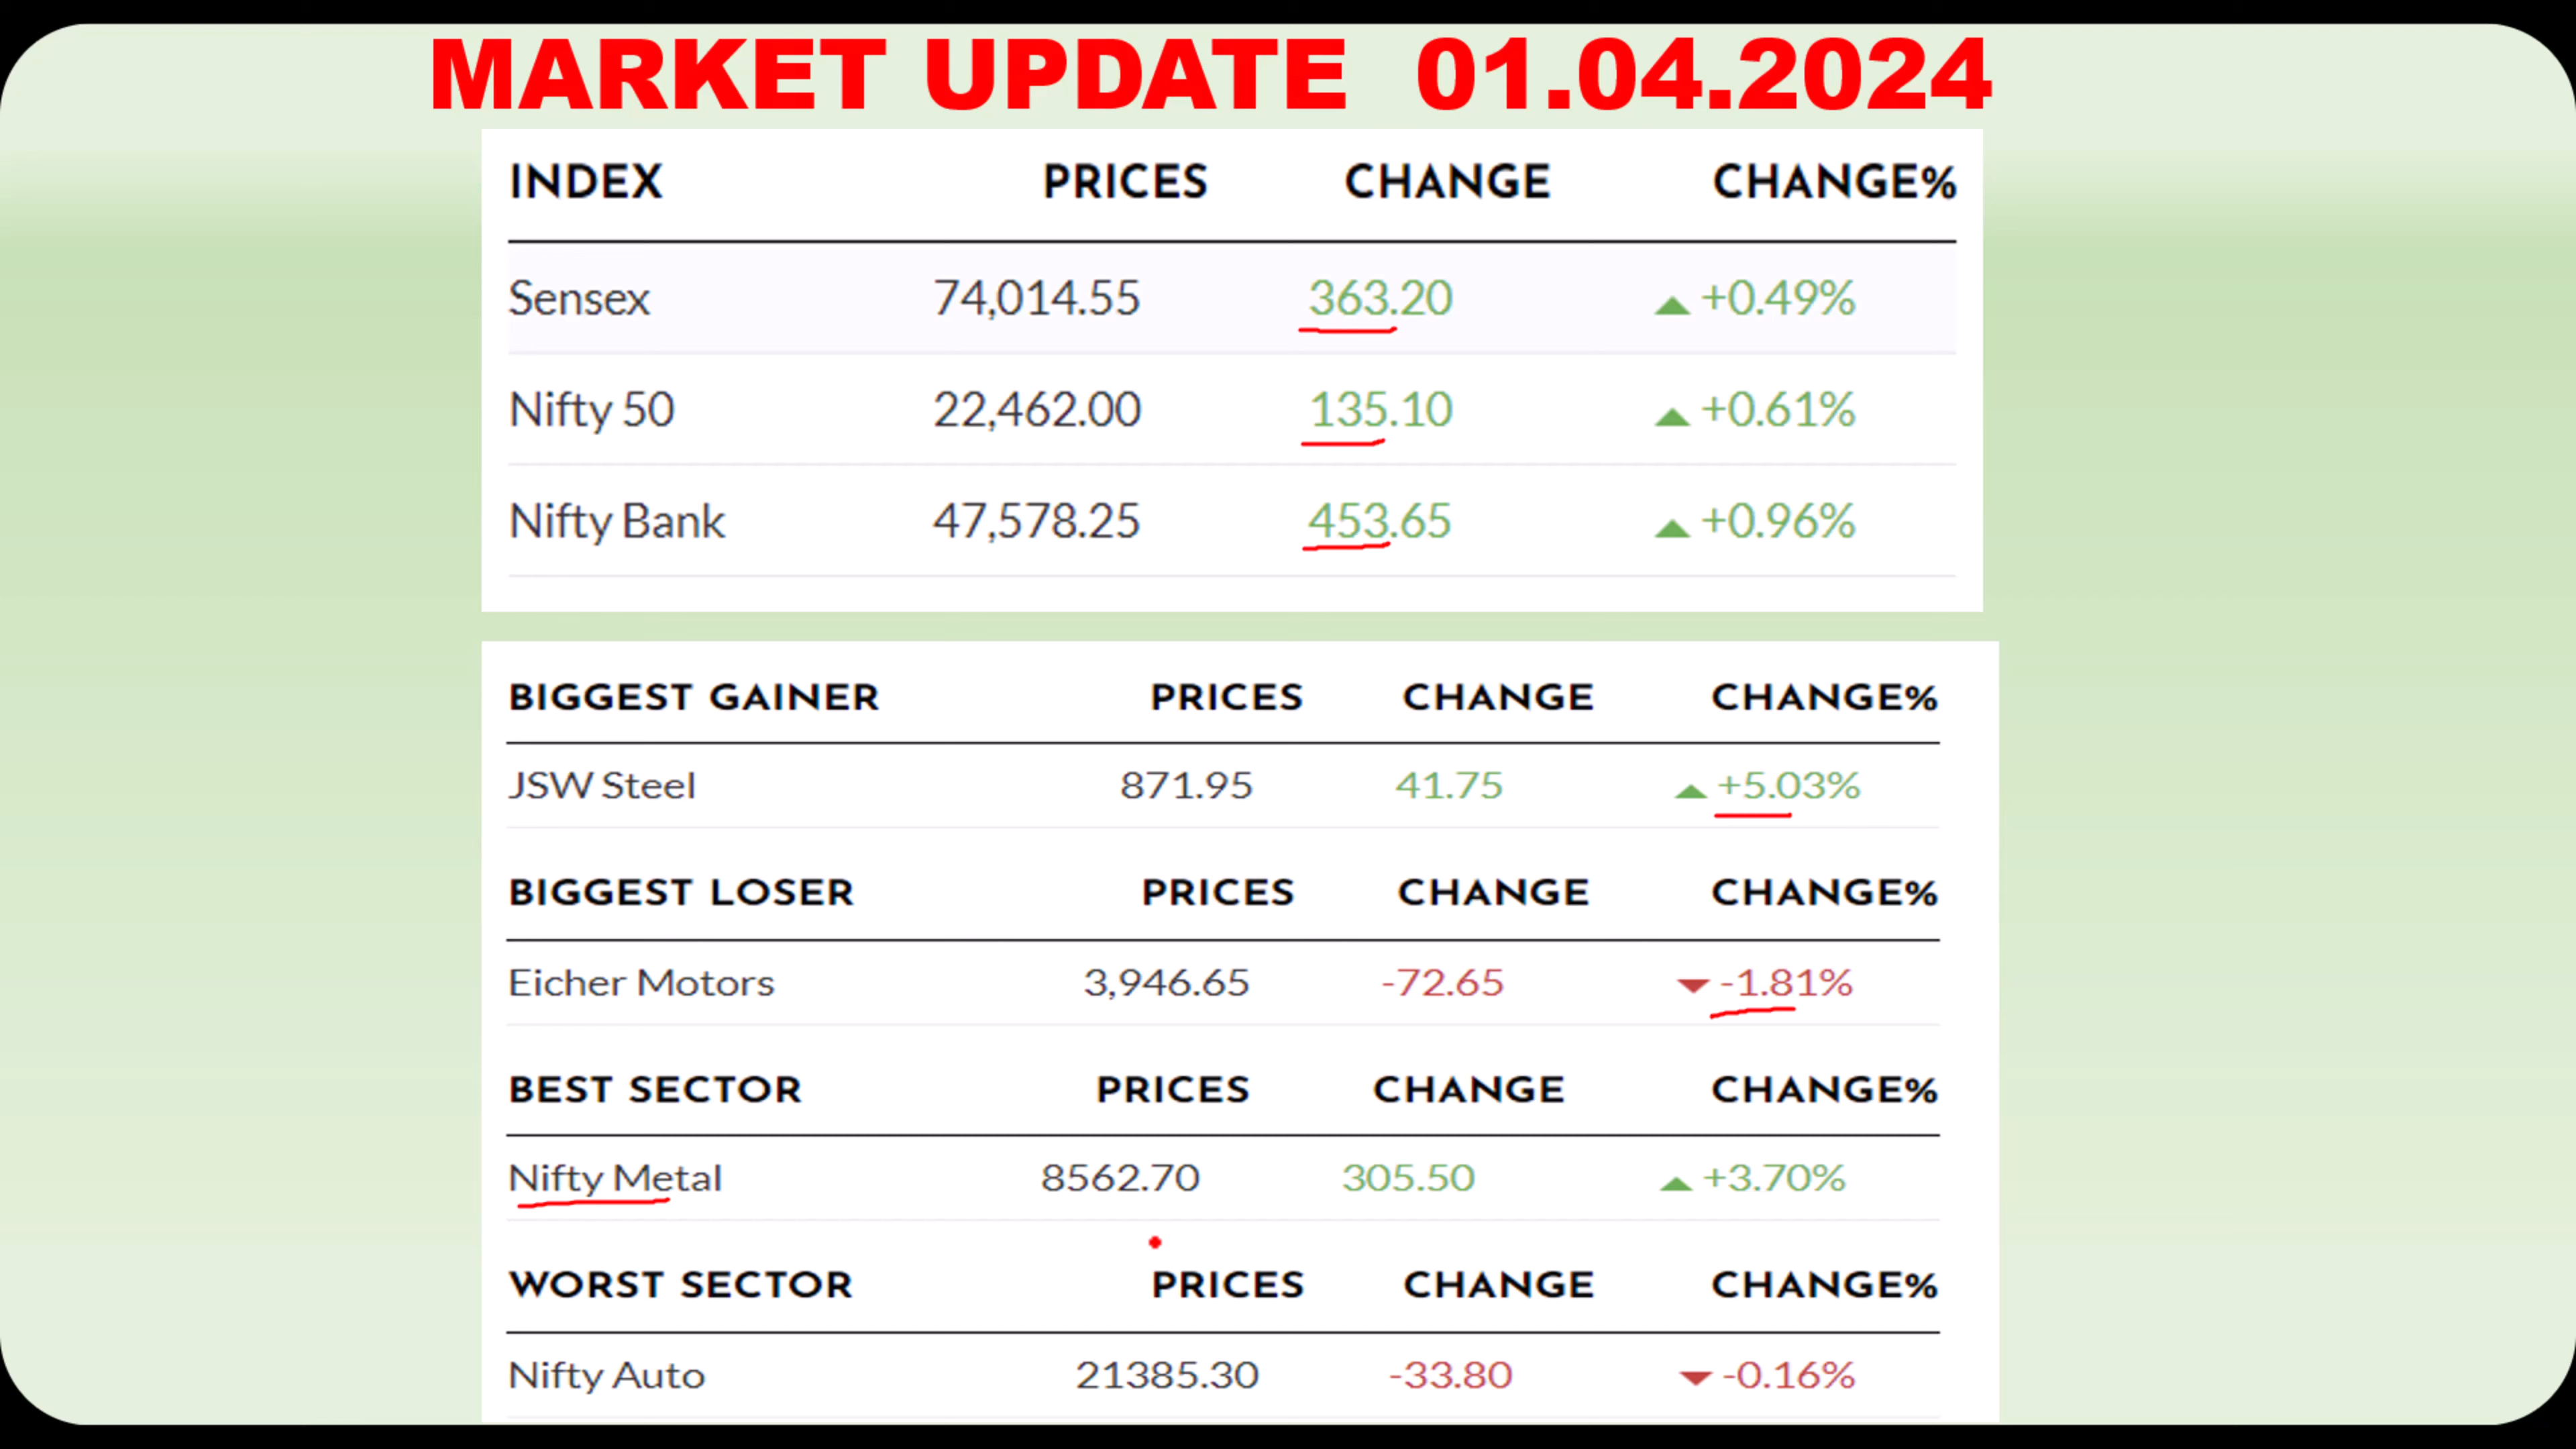 MARKET UPDATE 01.04.2024
INDEX PRICES CHANGE CHANGE%
Sensex 74,014.55 363.20 +0.49%
Nifty 50 22,462.00 135.10 +0.61%
Nifty Bank 47,578.25 453.65 +0.96%
BIGGEST GAINER PRICES CHANGE CHANGE%
JSW Steel 871.95 41.75 +5.03%
BIGGEST LOSER PRICES CHANGE CHANGE%
Eicher Motors 3,946.65 -72.65 -1.81%
BEST SECTOR PRICES CHANGE CHANGE%
Nifty Metal 8562.70 305.50 +3.70%
WORST SECTOR PRICES CHANGE CHANGE%
Nifty Auto 21385.30 -33.80 -0.16%